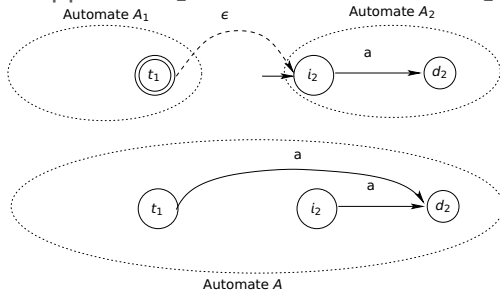 Automate A₁
ϵ
Automate A₂
a
t₁
i₂
d₂
a
a
t₁
i₂
d₂
Automate A